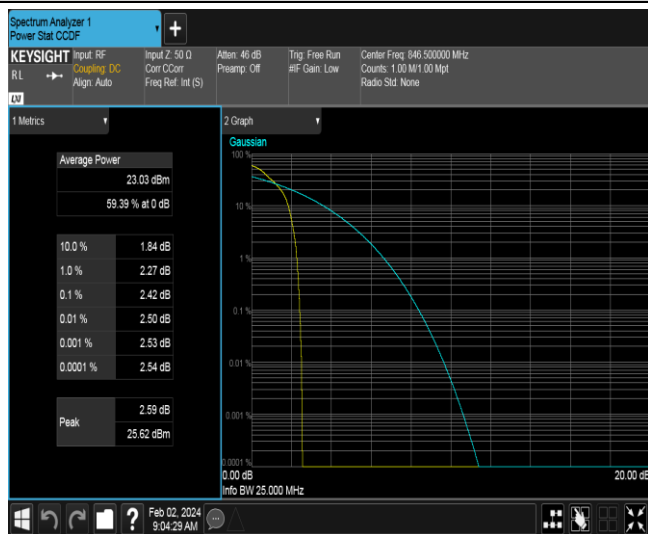 Spectrum Analyzer 1
Power Stat CCDF
+
KEYSIGHT
RL
LXI
Input: RF
Coupling: DC
Align: Auto
Input Z: 50 Ω
Corr CCorr
Freq Ref: Int (S)
Atten: 46 dB
Preamp: Off
Trig: Free Run
#IF Gain: Low
Center Freq: 846.500000 MHz
Counts: 1.00 M/1.00 Mpt
Radio Std: None
1 Metrics
Average Power
23.03 dBm
59.39 % at 0 dB
10.0 % 1.84 dB
1.0 % 2.27 dB
0.1 % 2.42 dB
0.01 % 2.50 dB
0.001 % 2.53 dB
0.0001 % 2.54 dB
Peak
2.59 dB
25.62 dBm
2 Graph
Gaussian
100 %
10 %
1 %
0.1 %
0.01 %
0.001 %
0.0001 %
0.00 dB 20.00 dB
Info BW 25.000 MHz
?
Feb 02, 2024
9:04:29 AM